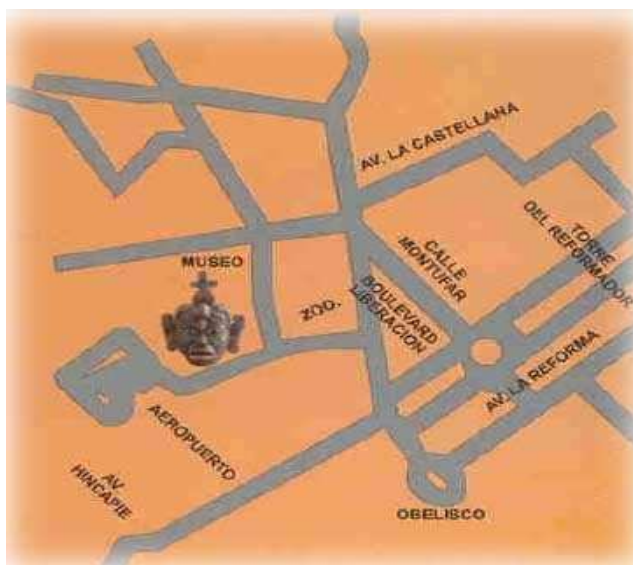 AV. LA CASTELLANA
TORRE
DEL REFORMADOR
CALLE
MONTUFAR
MUSEO
ZOO.
BOULEVARD
LIBERACION
AV. LA REFORMA
AEROPUERTO
AV.
HINCAPIE
OBELISCO